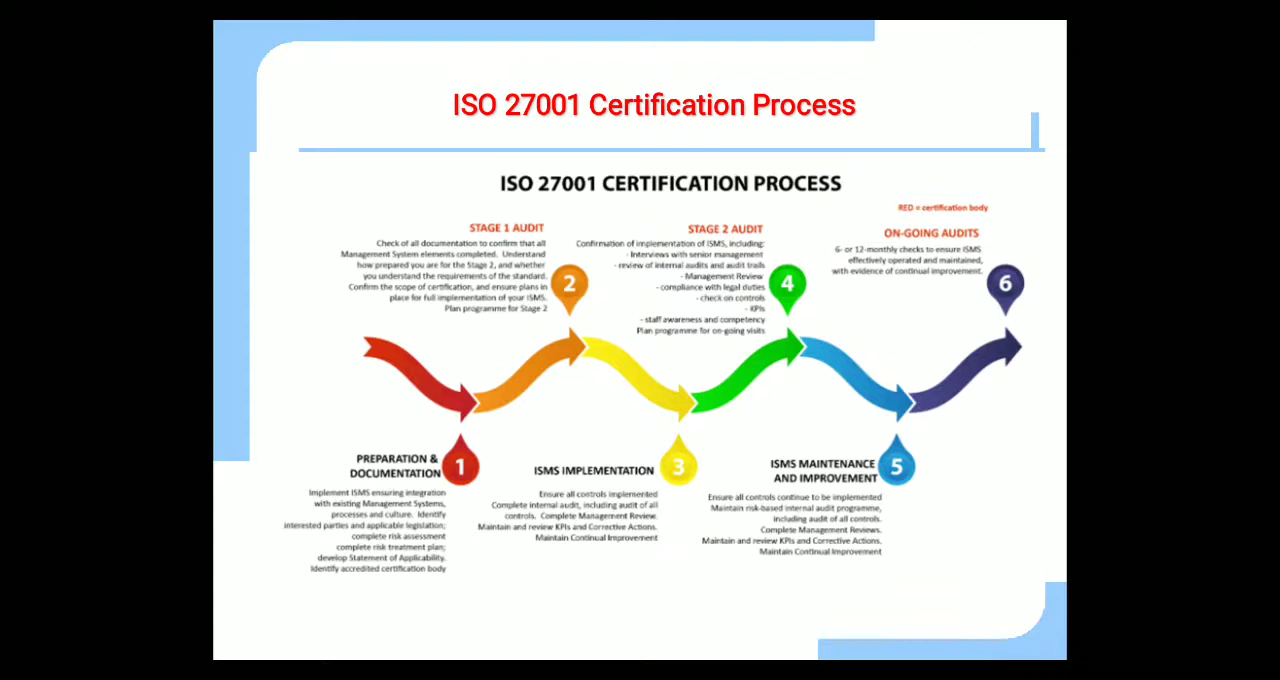 ISO 27001 Certification Process
ISO 27001 CERTIFICATION PROCESS
RED = certification body
STAGE 1 AUDIT
Check of all documentation to confirm that all
Management System elements completed. Understand
how prepared you are for the Stage 2, and whether
you understand the requirements of the standard.
Confirm the scope of certification, and ensure plans in
place for full implementation of your ISMS.
Plan programme for Stage 2
2
STAGE 2 AUDIT
Confirmation of implementation of ISMS, including:
- Interviews with senior management
- review of internal audits and audit trails
- Management Review
- compliance with legal duties
- check on controls
- KPIs
- staff awareness and competency
Plan programme for on-going visits
4
ON-GOING AUDITS
6- or 12-monthly checks to ensure ISMS
effectively operated and maintained,
with evidence of continual improvement.
6
PREPARATION &
DOCUMENTATION
1
Implement ISMS ensuring integration
with existing Management Systems,
processes and culture. Identify
interested parties and applicable legislation;
complete risk assessment
complete risk treatment plan;
develop Statement of Applicability.
Identify accredited certification body
ISMS IMPLEMENTATION
3
Ensure all controls implemented
Complete internal audit, including audit of all
controls. Complete Management Review.
Maintain and review KPIs and Corrective Actions.
Maintain Continual Improvement
ISMS MAINTENANCE
AND IMPROVEMENT
5
Ensure all controls continue to be implemented
Maintain risk-based internal audit programme,
including audit of all controls.
Complete Management Reviews.
Maintain and review KPIs and Corrective Actions.
Maintain Continual Improvement